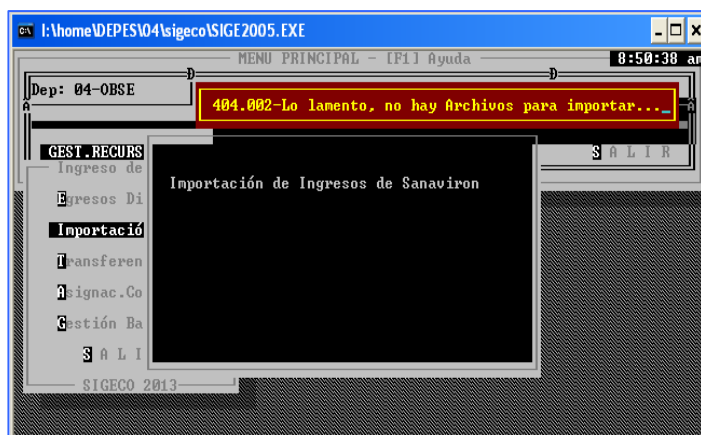 I:\home\DEPES\04\sigeco\SIGE2005.EXE
MENU PRINCIPAL - [F1] Ayuda
8:50:38 am
Dep: 04-OBSE
404.002-Lo lamento, no hay Archivos para importar..._
GEST.RECURS
S A L I R
Ingreso de
Importación de Ingresos de Sanaviron
Egresos Di
Importació
Transferen
Asignac.Co
Gestión Ba
S A L I
SIGECO 2013